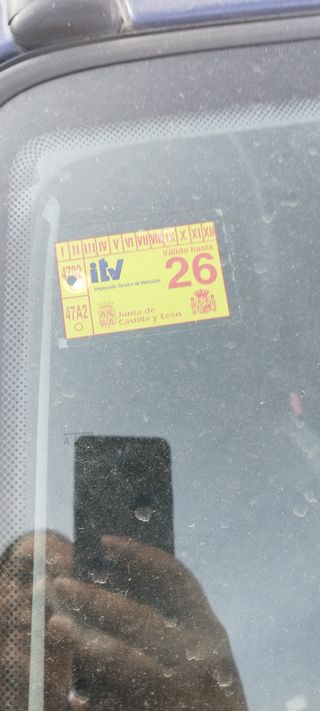 I II III IV V VI VII VIII IX X XI XII
Válido hasta
4702 itv 26
Inspección Técnica de Vehículos
47A2
Junta de
Castilla y León
A